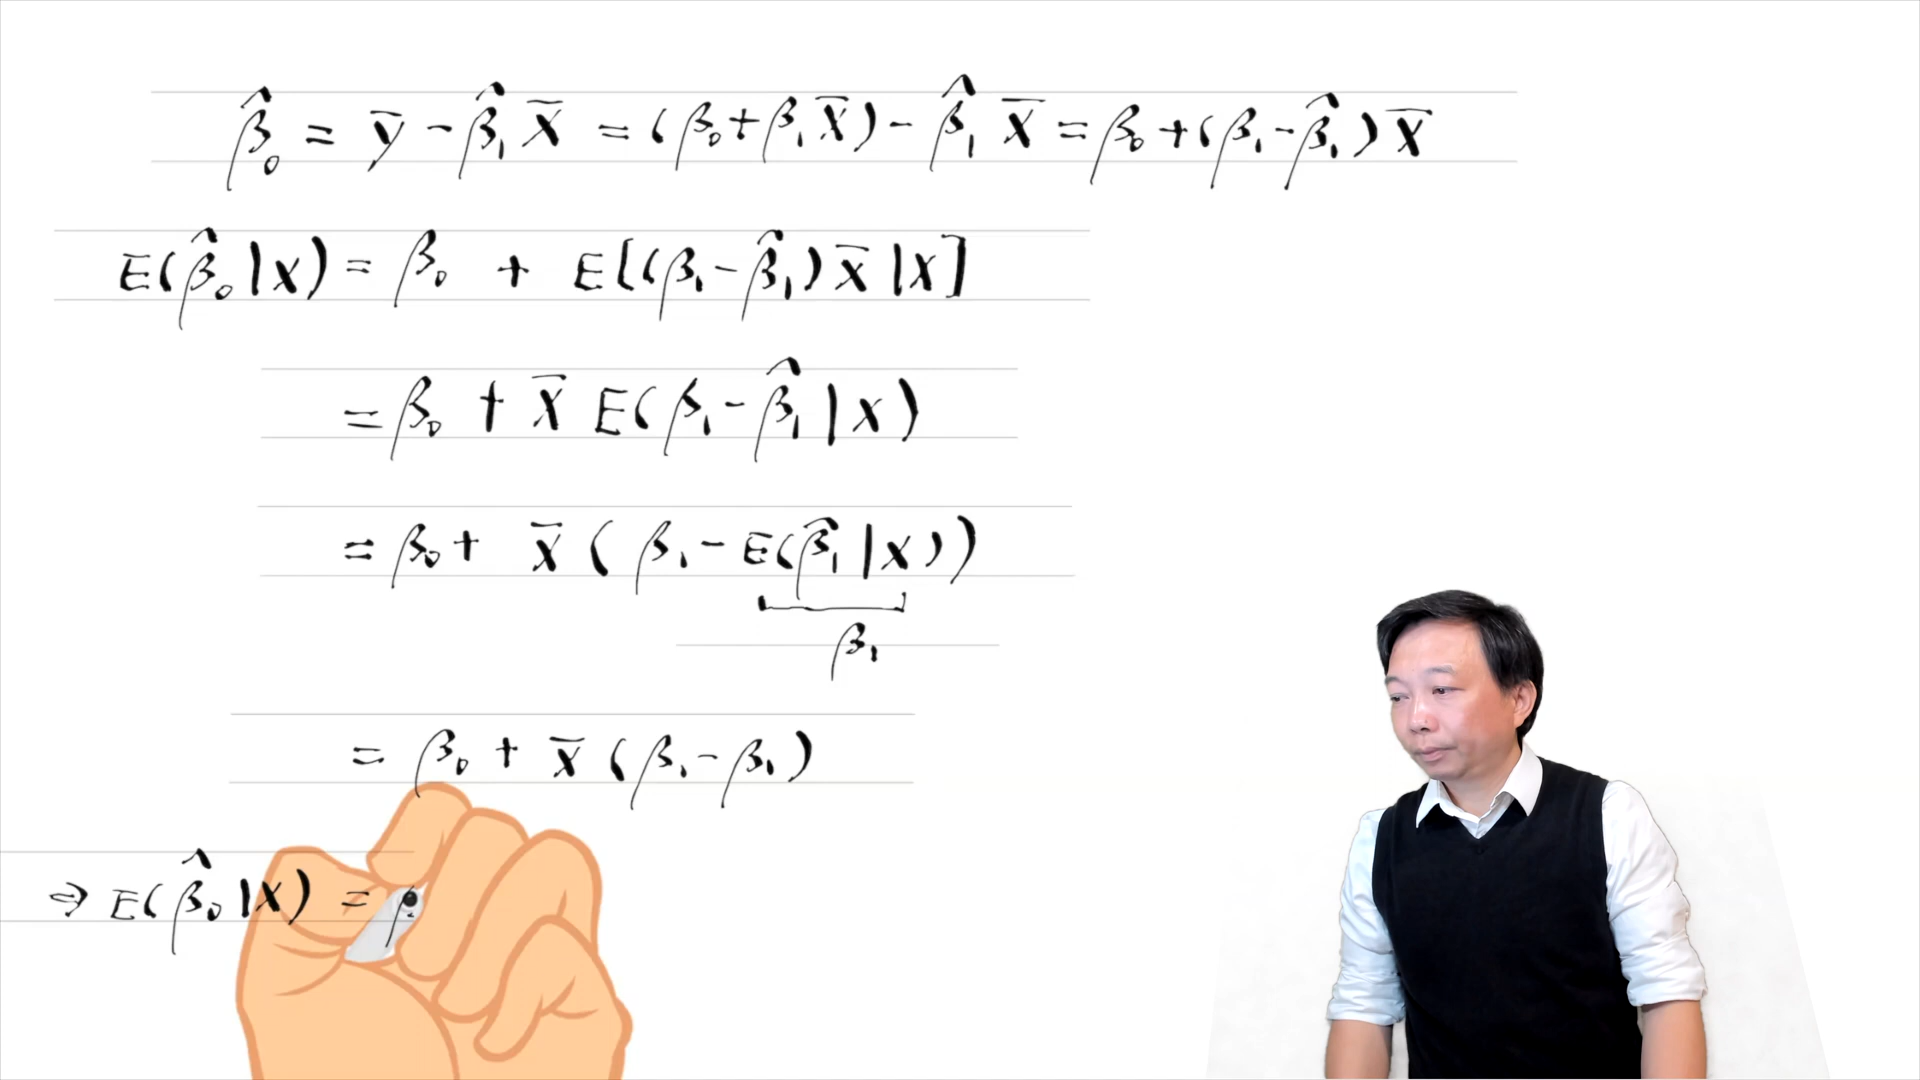 β̂₀ = ȳ - β̂₁ x̄ = (β₀ + β₁ x̄) - β̂₁ x̄ = β₀ + (β₁ - β̂₁) x̄
E(β̂₀ | x) = β₀ + E[(β₁ - β̂₁) x̄ | x]
= β₀ + x̄ E(β₁ - β̂₁ | x)
= β₀ + x̄ (β₁ - E(β̂₁ | x))
β₁
= β₀ + x̄ (β₁ - β₁)
⇒ E(β̂₀ | x) =